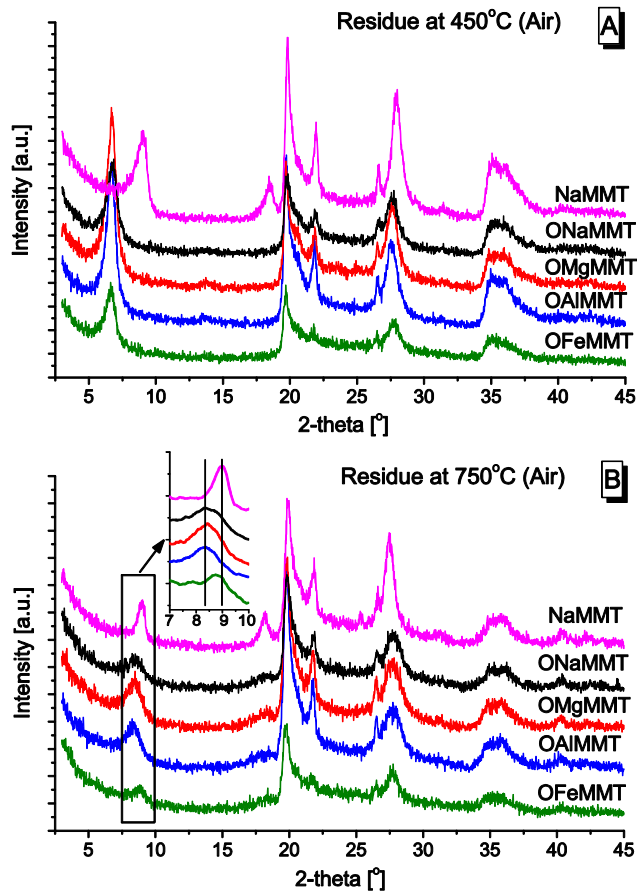 Residue at 450°C (Air)
A
Intensity [a.u.]
NaMMT
ONaMMT
OMgMMT
OAlMMT
OFeMMT
5 10 15 20 25 30 35 40 45
2-theta [°]
Residue at 750°C (Air)
B
Intensity [a.u.]
7 8 9 10
NaMMT
ONaMMT
OMgMMT
OAlMMT
OFeMMT
5 10 15 20 25 30 35 40 45
2-theta [°]